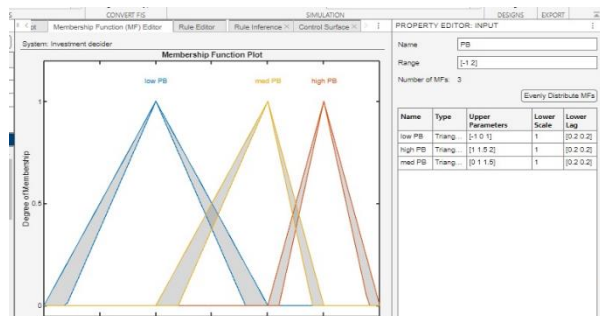 CONVERT FIS
SIMULATION
DESIGNS
EXPORT
Membership Function (MF) Editor
Rule Editor
Rule Inference
Control Surface
PROPERTY EDITOR: INPUT
System: Investment decider
Membership Function Plot
low PB
med PB
high PB
1
0.5
0
Degree of Membership
Name PB
Range [-1 2]
Number of MFs: 3
Evenly Distribute MFs
Name Type Upper Parameters Lower Scale Lower Lag
low PB Triang... [-1 0 1] 1 [0.2 0.2]
high PB Triang... [1 1.5 2] 1 [0.2 0.2]
med PB Triang... [0 1 1.5] 1 [0.2 0.2]